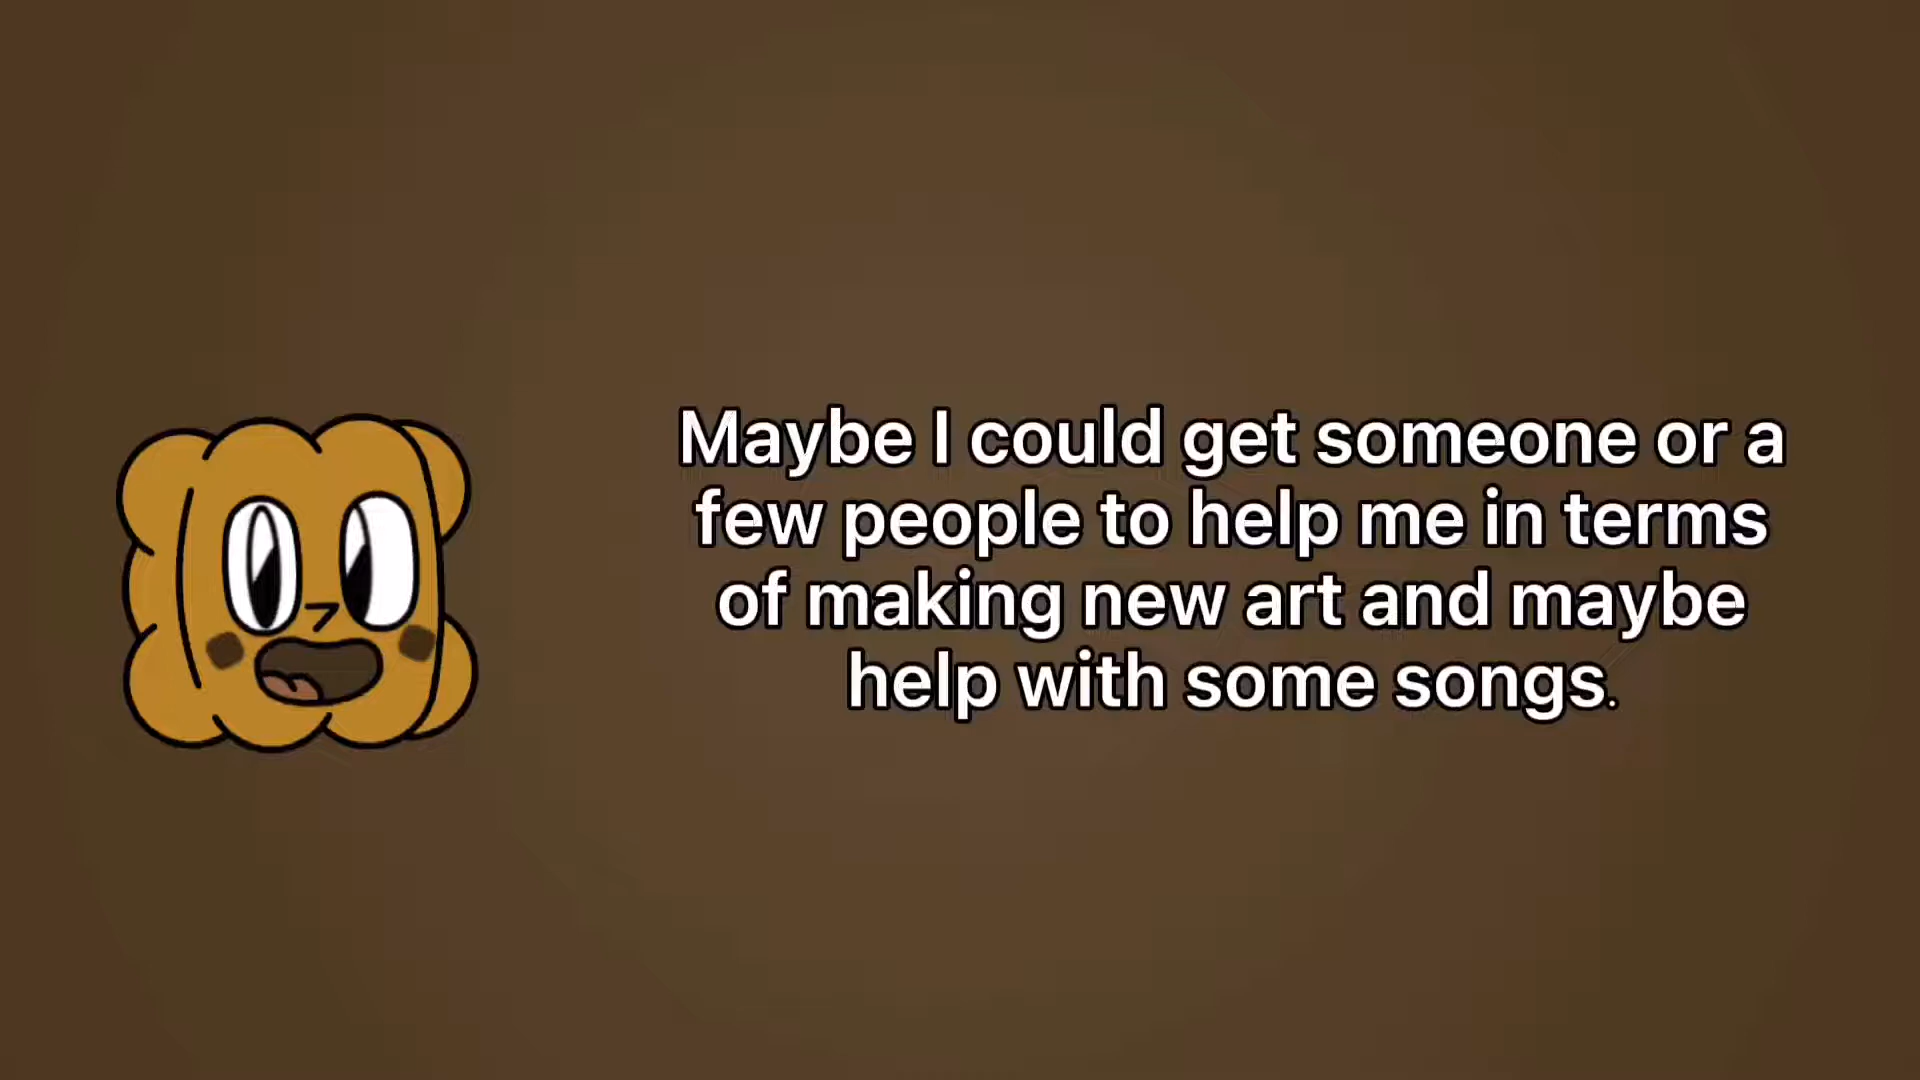 Maybe I could get someone or a
few people to help me in terms
of making new art and maybe
help with some songs.